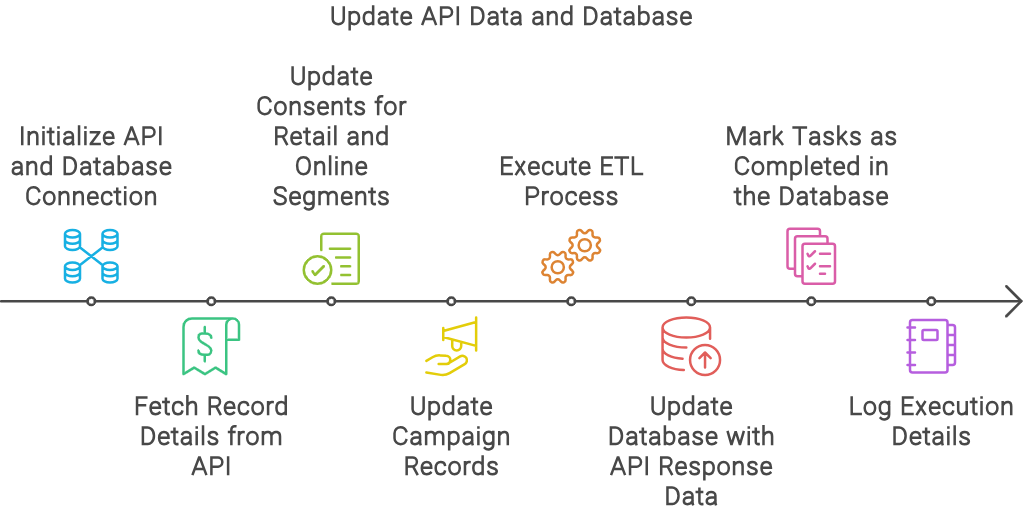 Update API Data and Database
Initialize API
and Database
Connection
Fetch Record
Details from
API
Update
Consents for
Retail and
Online
Segments
Update
Campaign
Records
Execute ETL
Process
Update
Database with
API Response
Data
Mark Tasks as
Completed in
the Database
Log Execution
Details
$